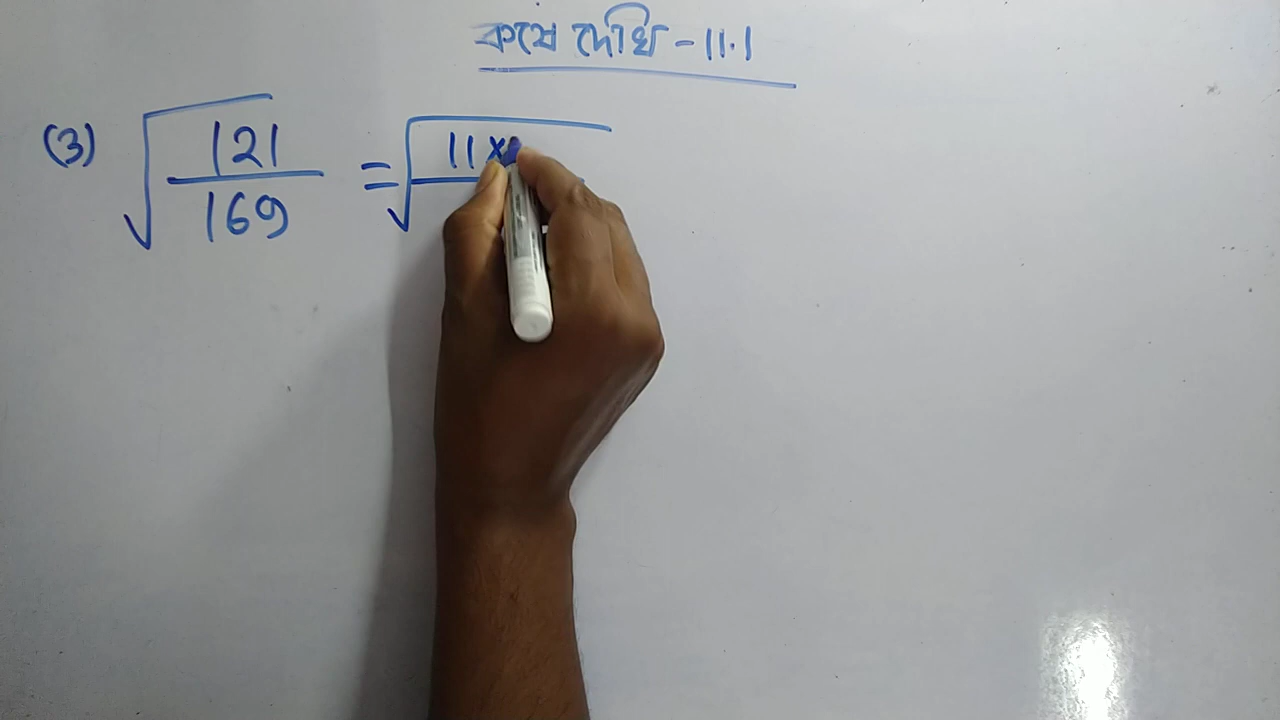 কষে দেখি - 11.1
(3) √121/169 = √11×